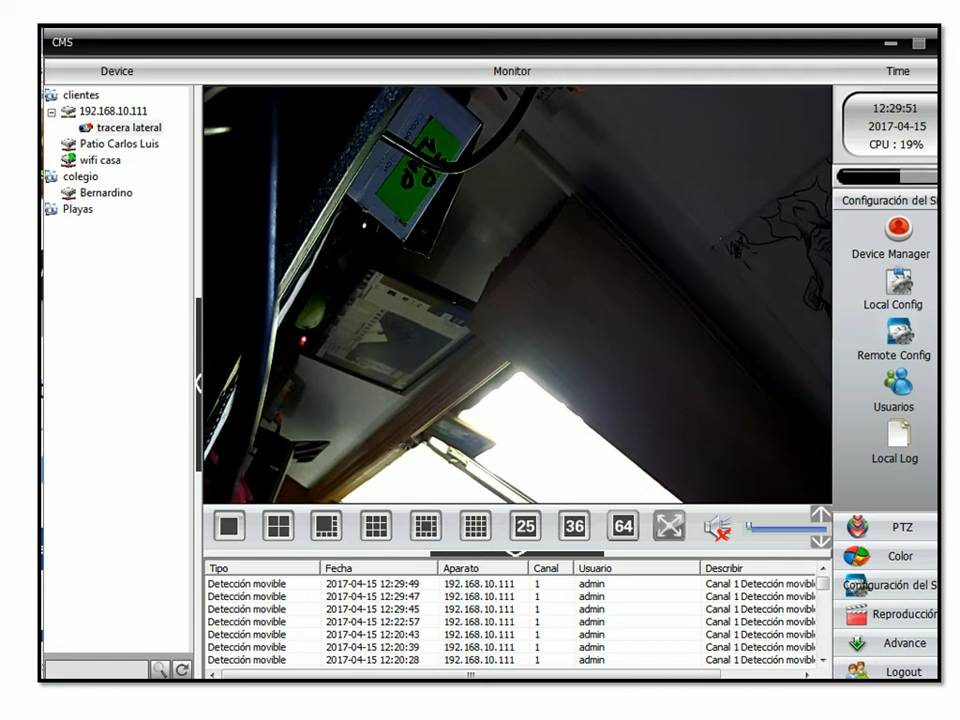 CMS
Device
Monitor
Time
clientes
192.168.10.111
tracera lateral
Patio Carlos Luis
wifi casa
colegio
Bernardino
Playas
12:29:51
2017-04-15
CPU : 19%
Configuración del S
Device Manager
Local Config
Remote Config
Usuarios
Local Log
PTZ
Color
Configuración del S
Reproducción
Advance
Logout
25 36 64
Tipo Fecha Aparato Usuario Describir
Detección movible 2017-04-15 12:29:49 192.168.10.111 1 admin Canal 1 Detección movibl
Detección movible 2017-04-15 12:29:47 192.168.10.111 1 admin Canal 1 Detección movibl
Detección movible 2017-04-15 12:29:45 192.168.10.111 1 admin Canal 1 Detección movibl
Detección movible 2017-04-15 12:22:57 192.168.10.111 1 admin Canal 1 Detección movibl
Detección movible 2017-04-15 12:20:43 192.168.10.111 1 admin Canal 1 Detección movibl
Detección movible 2017-04-15 12:20:39 192.168.10.111 1 admin Canal 1 Detección movibl
Detección movible 2017-04-15 12:20:28 192.168.10.111 1 admin Canal 1 Detección movibl